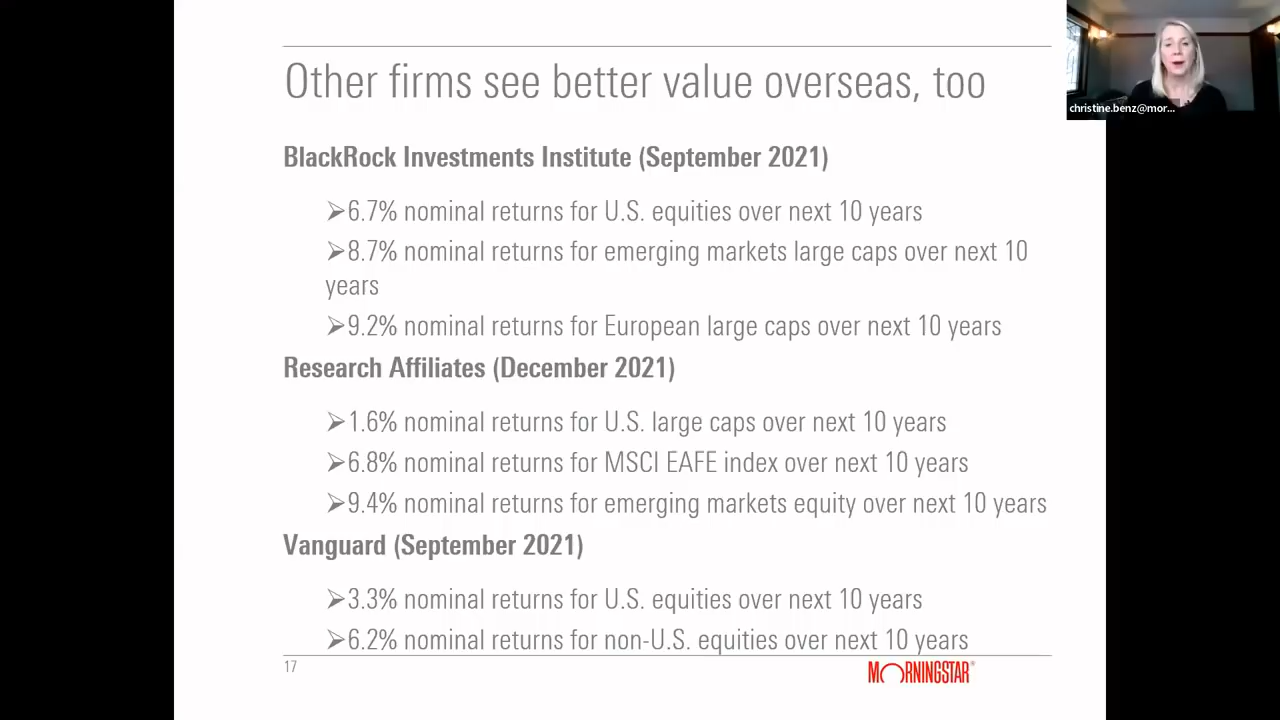 christine.benz@mor...
Other firms see better value overseas, too
BlackRock Investments Institute (September 2021)
➢6.7% nominal returns for U.S. equities over next 10 years
➢8.7% nominal returns for emerging markets large caps over next 10
years
➢9.2% nominal returns for European large caps over next 10 years
Research Affiliates (December 2021)
➢1.6% nominal returns for U.S. large caps over next 10 years
➢6.8% nominal returns for MSCI EAFE index over next 10 years
➢9.4% nominal returns for emerging markets equity over next 10 years
Vanguard (September 2021)
➢3.3% nominal returns for U.S. equities over next 10 years
➢6.2% nominal returns for non-U.S. equities over next 10 years
17
MORNINGSTAR®